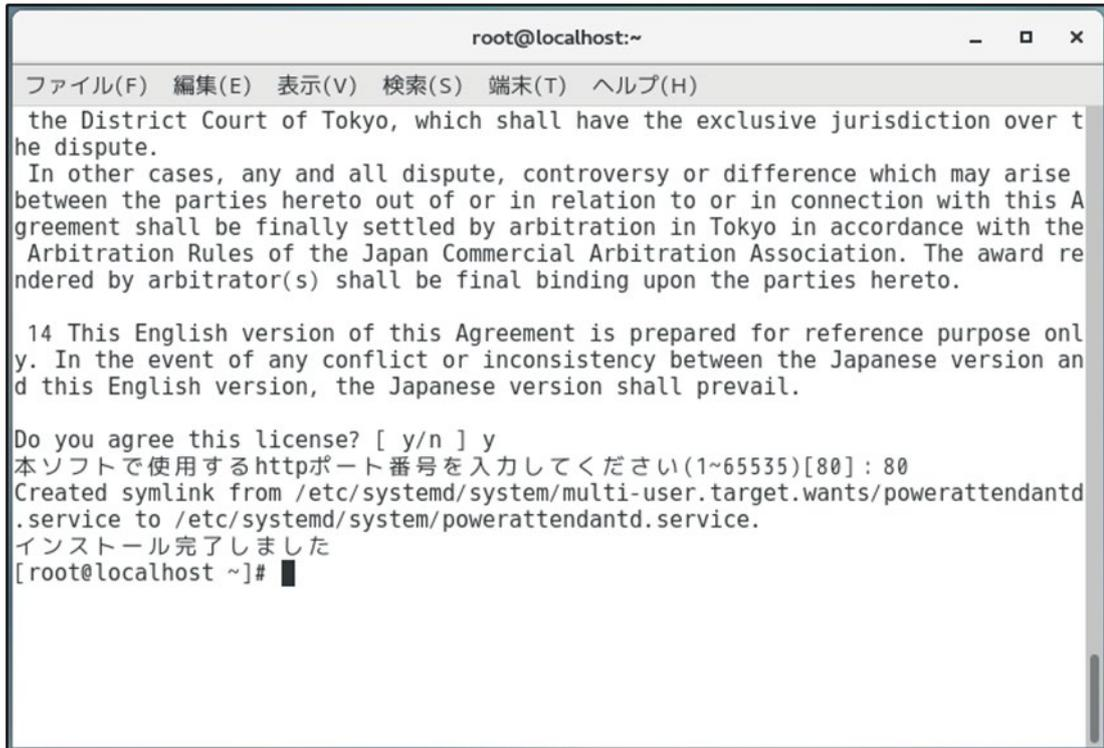 root@localhost:~
ファイル(F) 編集(E) 表示(V) 検索(S) 端末(T) ヘルプ(H)
the District Court of Tokyo, which shall have the exclusive jurisdiction over t
he dispute.
In other cases, any and all dispute, controversy or difference which may arise
between the parties hereto out of or in relation to or in connection with this A
greement shall be finally settled by arbitration in Tokyo in accordance with the
Arbitration Rules of the Japan Commercial Arbitration Association. The award re
ndered by arbitrator(s) shall be final binding upon the parties hereto.
14 This English version of this Agreement is prepared for reference purpose onl
y. In the event of any conflict or inconsistency between the Japanese version an
d this English version, the Japanese version shall prevail.
Do you agree this license? [ y/n ] y
本ソフトで使用するhttpポート番号を入力してください(1~65535)[80]：80
Created symlink from /etc/systemd/system/multi-user.target.wants/powerattendantd
.service to /etc/systemd/system/powerattendantd.service.
インストール完了しました
[root@localhost ~]#